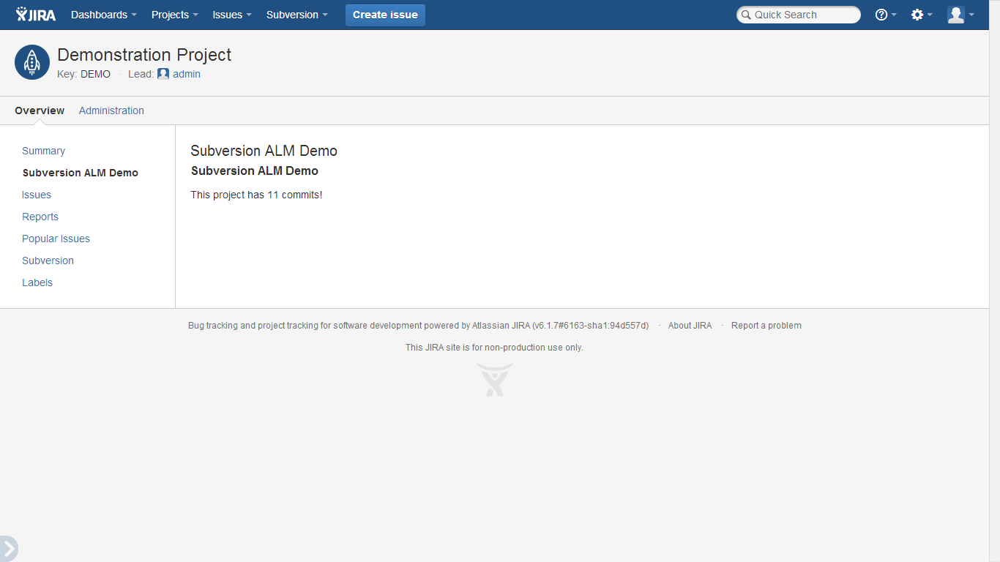 JIRA Dashboards Projects Issues Subversion Create issue Quick Search
Demonstration Project
Key: DEMO · Lead: admin
Overview Administration
Summary
Subversion ALM Demo
Issues
Reports
Popular Issues
Subversion
Labels
Subversion ALM Demo
Subversion ALM Demo
This project has 11 commits!
Bug tracking and project tracking for software development powered by Atlassian JIRA (v6.1.7#6163-sha1:94d557d) · About JIRA · Report a problem
This JIRA site is for non-production use only.